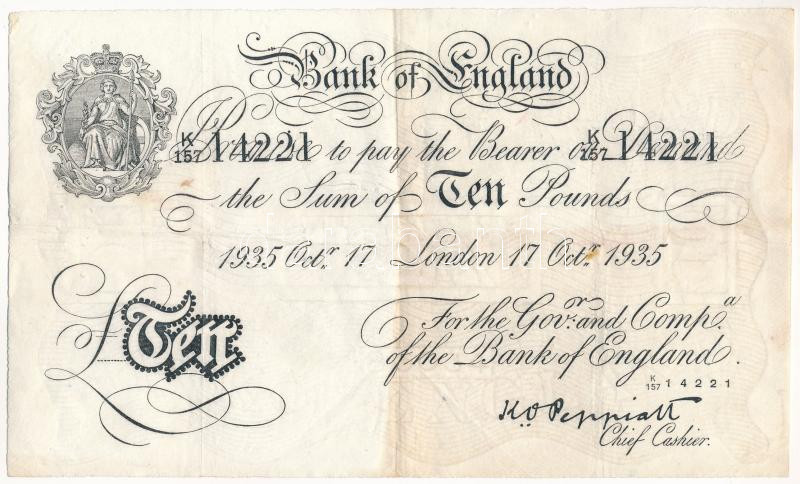 Bank of England
K/157 14221 K/157 14221
I Promise to pay the Bearer on Demand
the Sum of Ten Pounds
1935 Octr. 17 London 17 Octr. 1935
£Ten
For the Govr. and Compa.
of the Bank of England.
K/157 14221
K.O. Peppiatt
Chief Cashier.